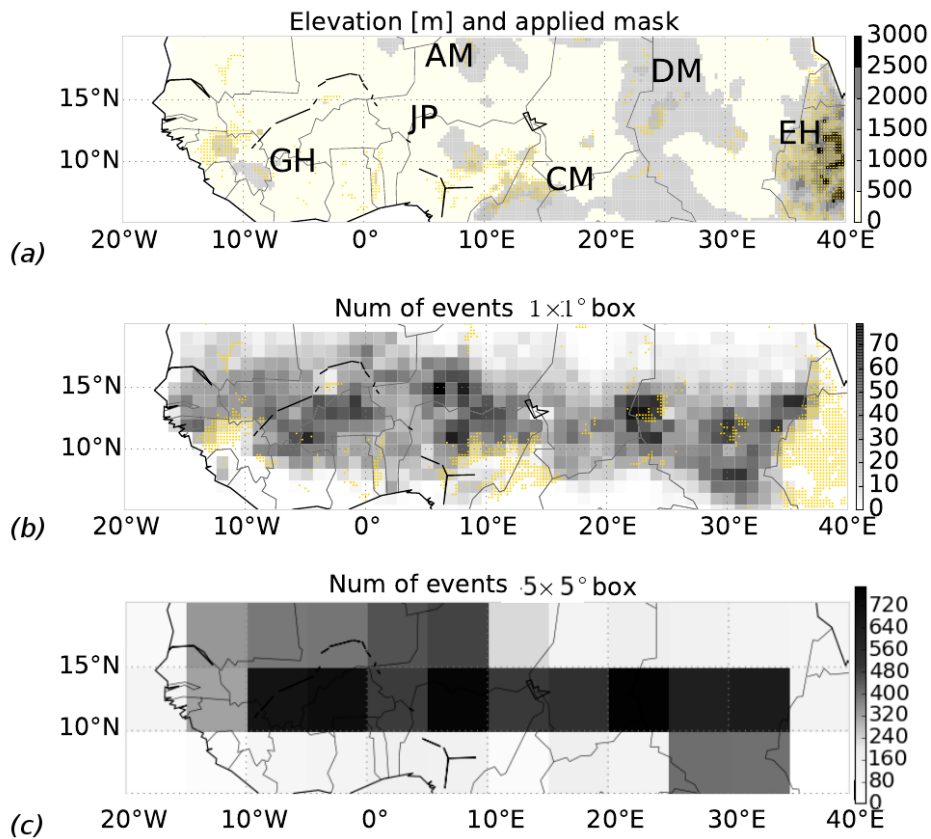 Elevation [m] and applied mask
AM
DM
JP
EH
GH
CM
15°N
10°N
3000
2500
2000
1500
1000
500
0
20°W 10°W 0° 10°E 20°E 30°E 40°E
(a)
Num of events 1×1° box
15°N
10°N
70
60
50
40
30
20
10
0
20°W 10°W 0° 10°E 20°E 30°E 40°E
(b)
Num of events 5×5° box
15°N
10°N
720
640
560
480
400
320
240
160
80
0
20°W 10°W 0° 10°E 20°E 30°E 40°E
(c)